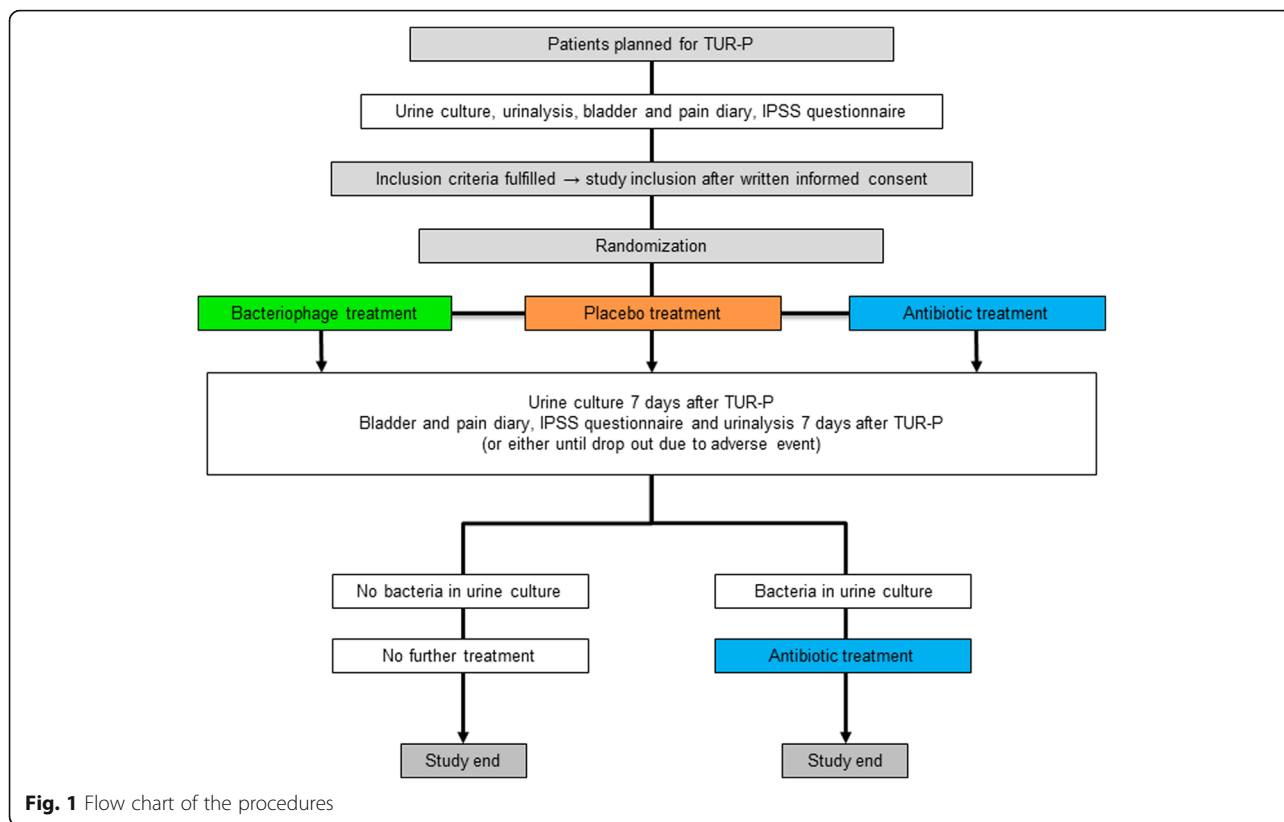 Patients planned for TUR-P
Urine culture, urinalysis, bladder and pain diary, IPSS questionnaire
Inclusion criteria fulfilled → study inclusion after written informed consent
Randomization
Bacteriophage treatment
Placebo treatment
Antibiotic treatment
Urine culture 7 days after TUR-P
Bladder and pain diary, IPSS questionnaire and urinalysis 7 days after TUR-P
(or either until drop out due to adverse event)
No bacteria in urine culture
Bacteria in urine culture
No further treatment
Antibiotic treatment
Study end
Study end
Fig. 1 Flow chart of the procedures